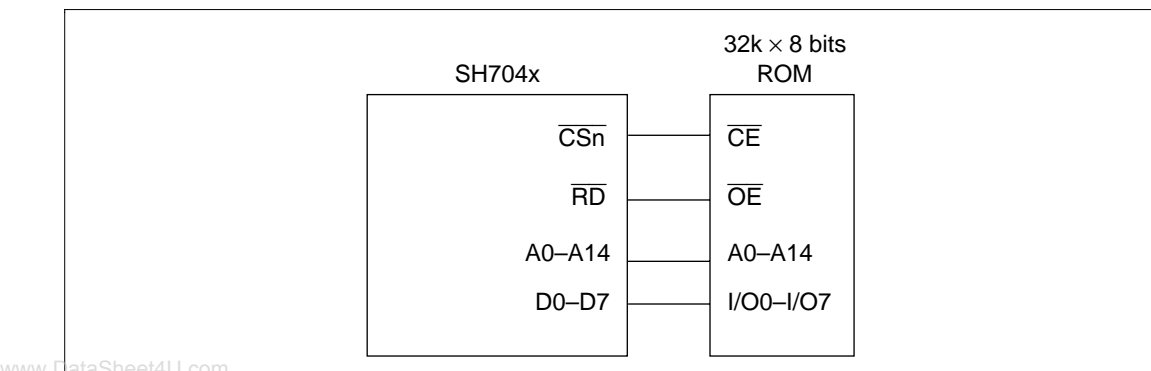 32k × 8 bits
SH704x ROM
CSn CE
RD OE
A0–A14 A0–A14
D0–D7 I/O0–I/O7
www.DataSheet4U.com